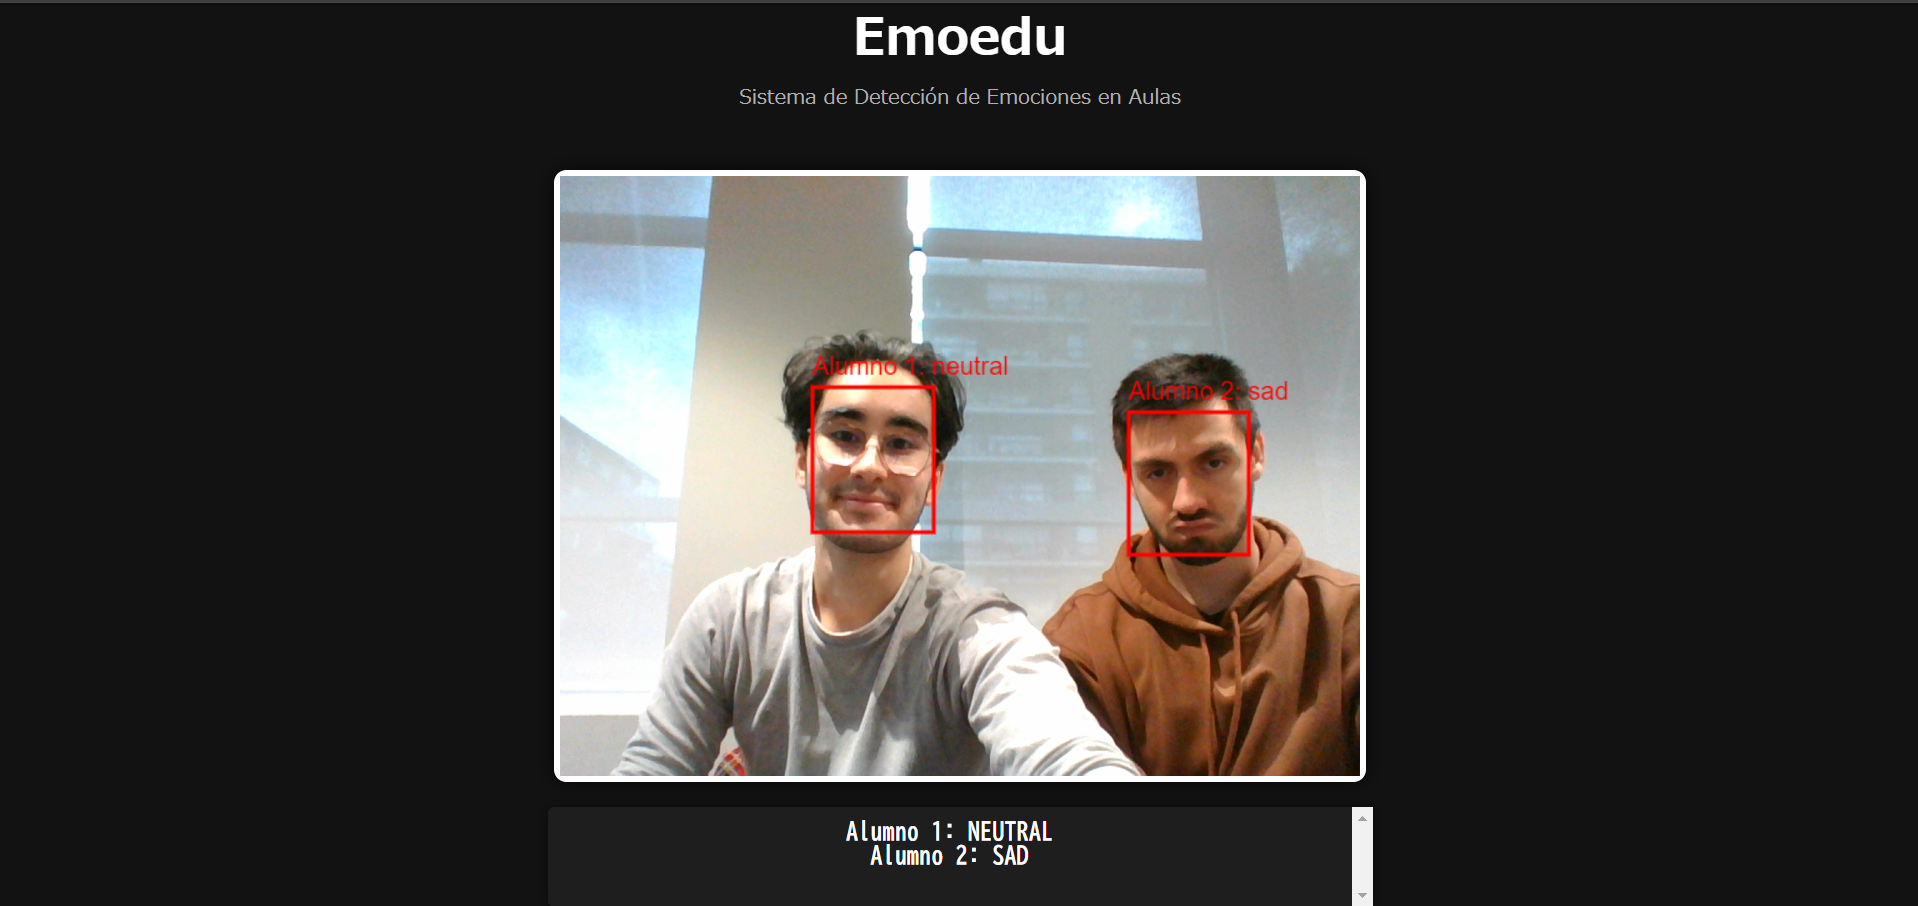 Emoedu
Sistema de Detección de Emociones en Aulas
Alumno 1: neutral
Alumno 2: sad
Alumno 1: NEUTRAL
Alumno 2: SAD